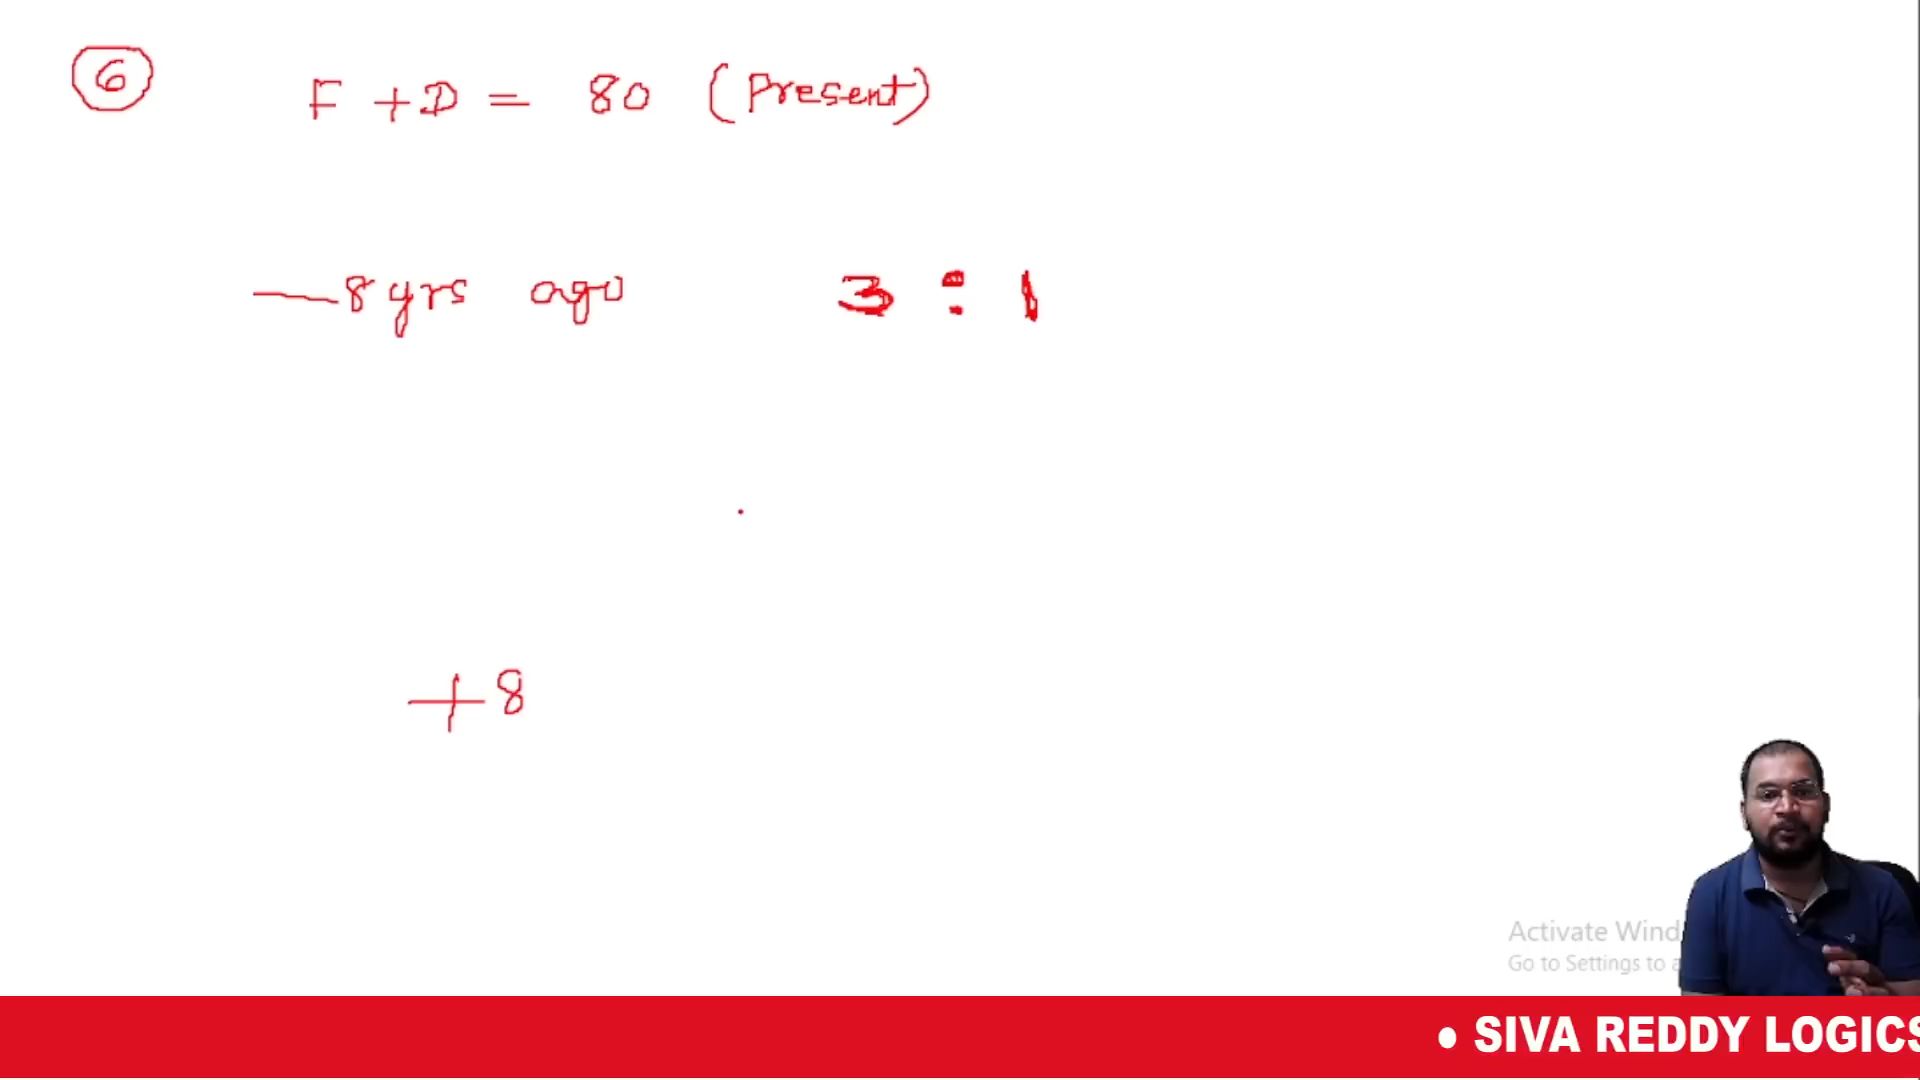 6 F + D = 80 (Present)
— 8 yrs ago 3 : 1
+ 8
Activate Wind
Go to Settings to a
• SIVA REDDY LOGICS